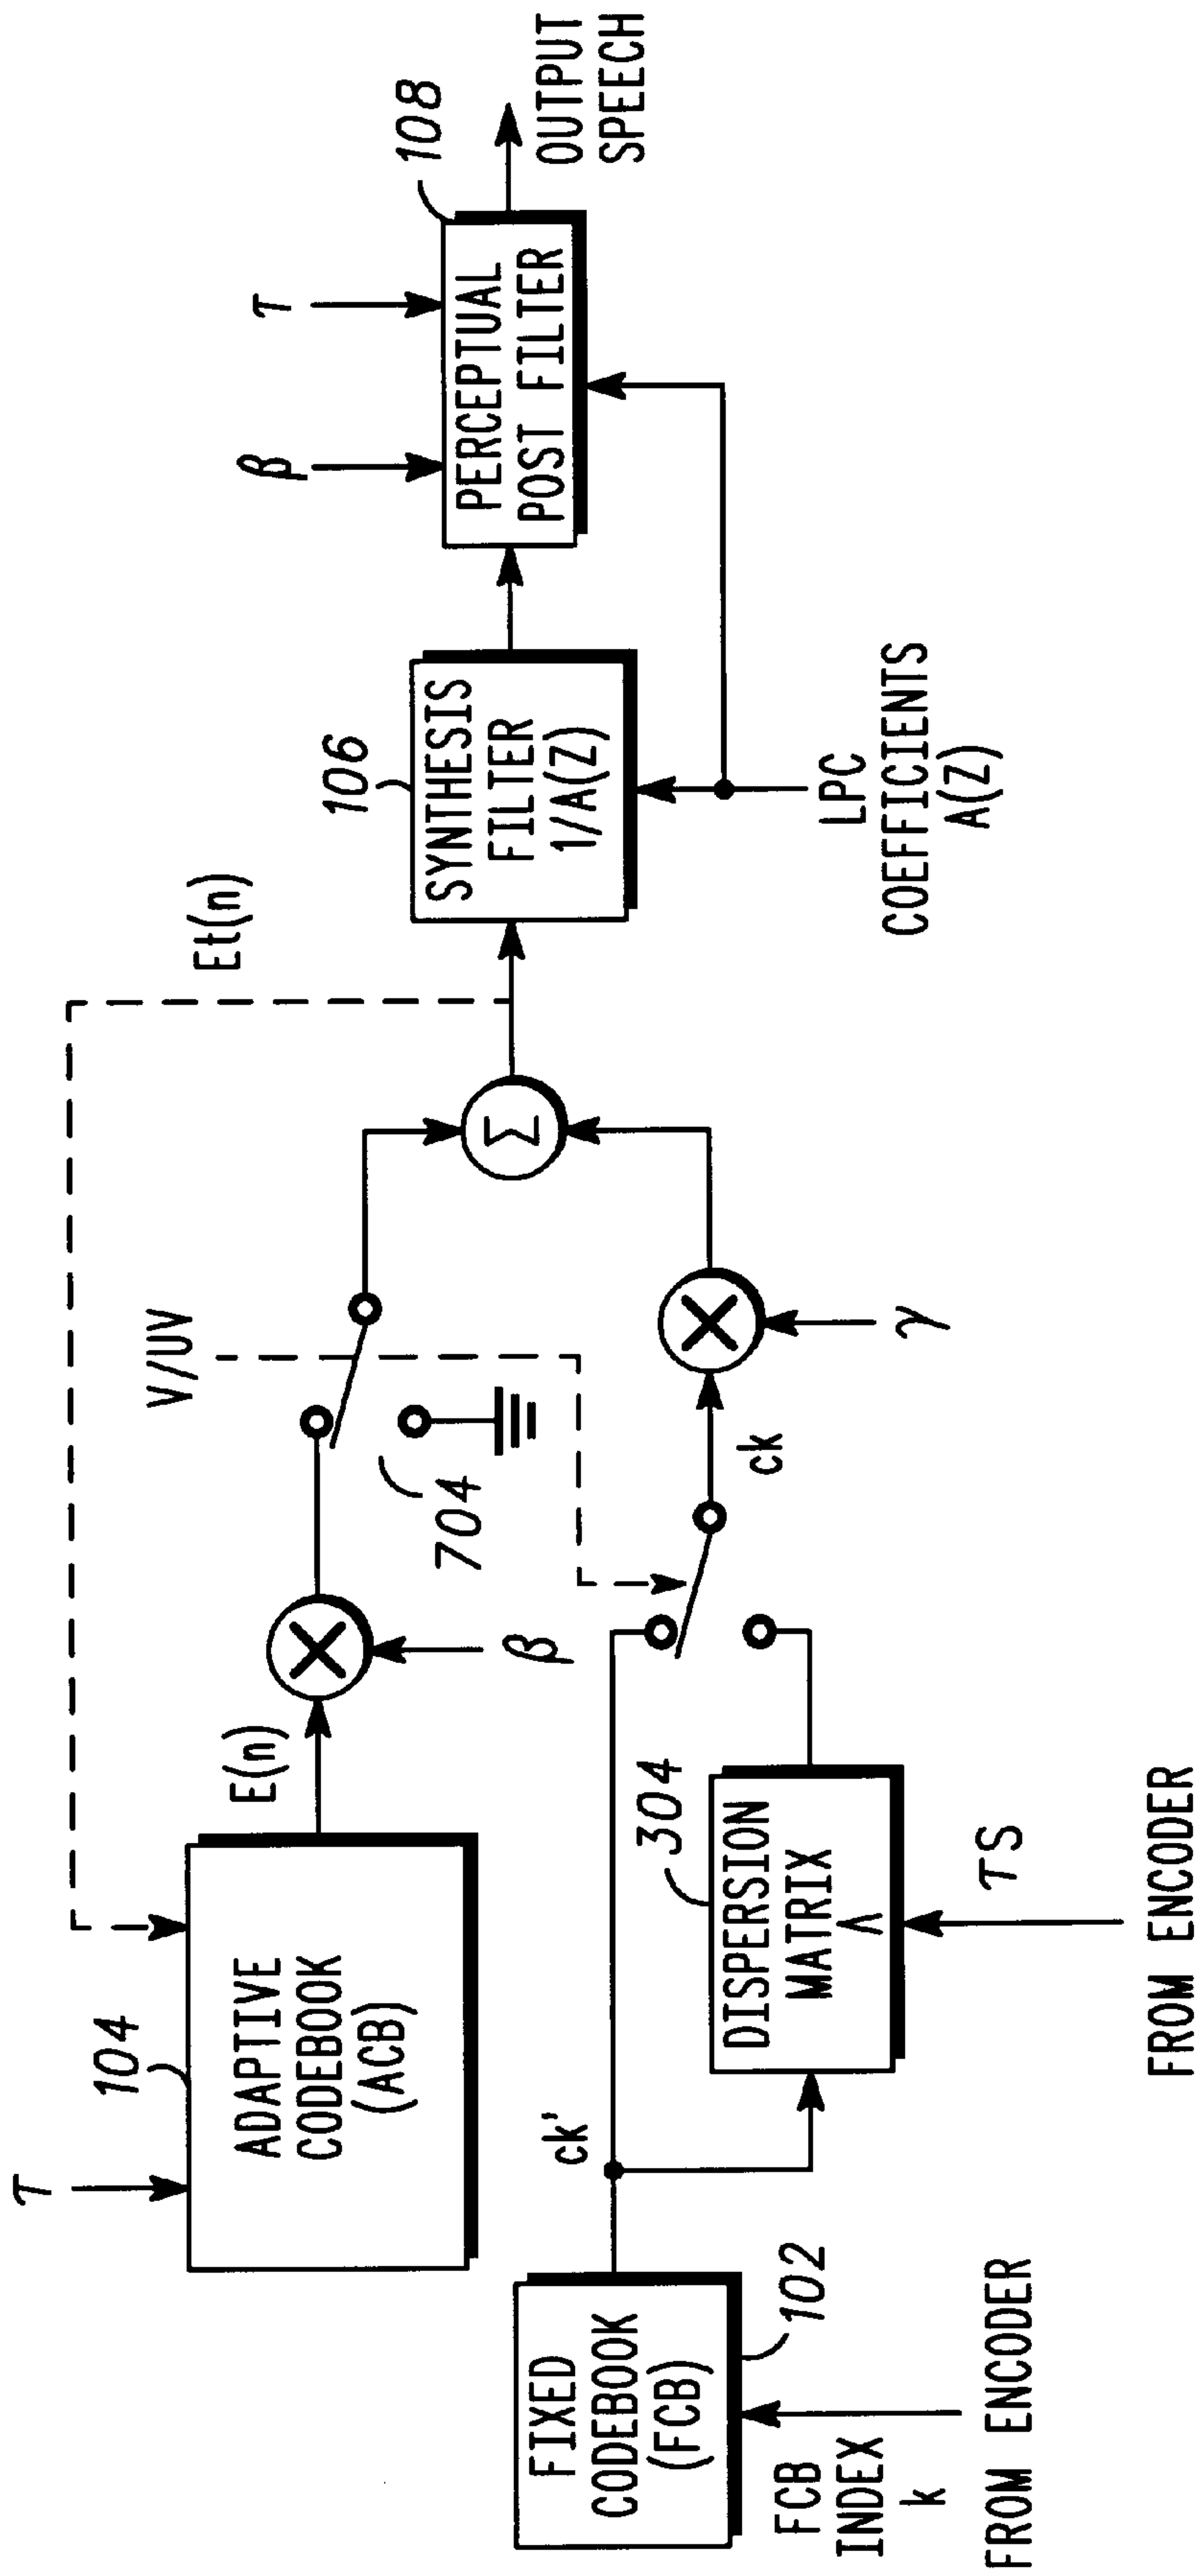 τ
104
ADAPTIVE
CODEBOOK
(ACB)
E(n)
β
V/UV
704
Et(n)
Σ
106
SYNTHESIS
FILTER
1/A(Z)
LPC
COEFFICIENTS
A(Z)
β
τ
108
PERCEPTUAL
POST FILTER
OUTPUT
SPEECH
FIXED
CODEBOOK
(FCB)
102
FCB
INDEX
k
FROM ENCODER
ck'
304
DISPERSION
MATRIX
Λ
τS
FROM ENCODER
ck
γ